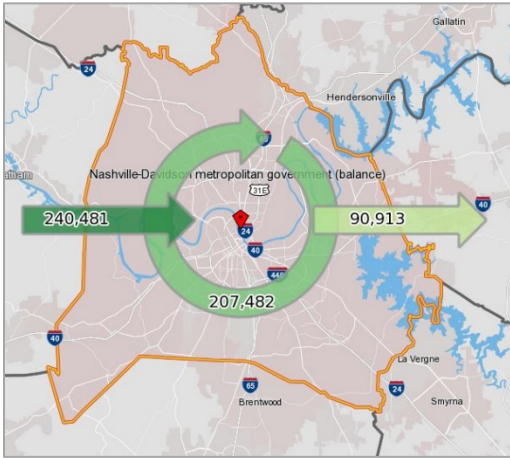 Gallatin
24
Hendersonville
Nashville-Davidson metropolitan government (balance)
31E
240,481
90,913
40
24
40
207,482
40
La Vergne
65
24
Brentwood
Smyrna